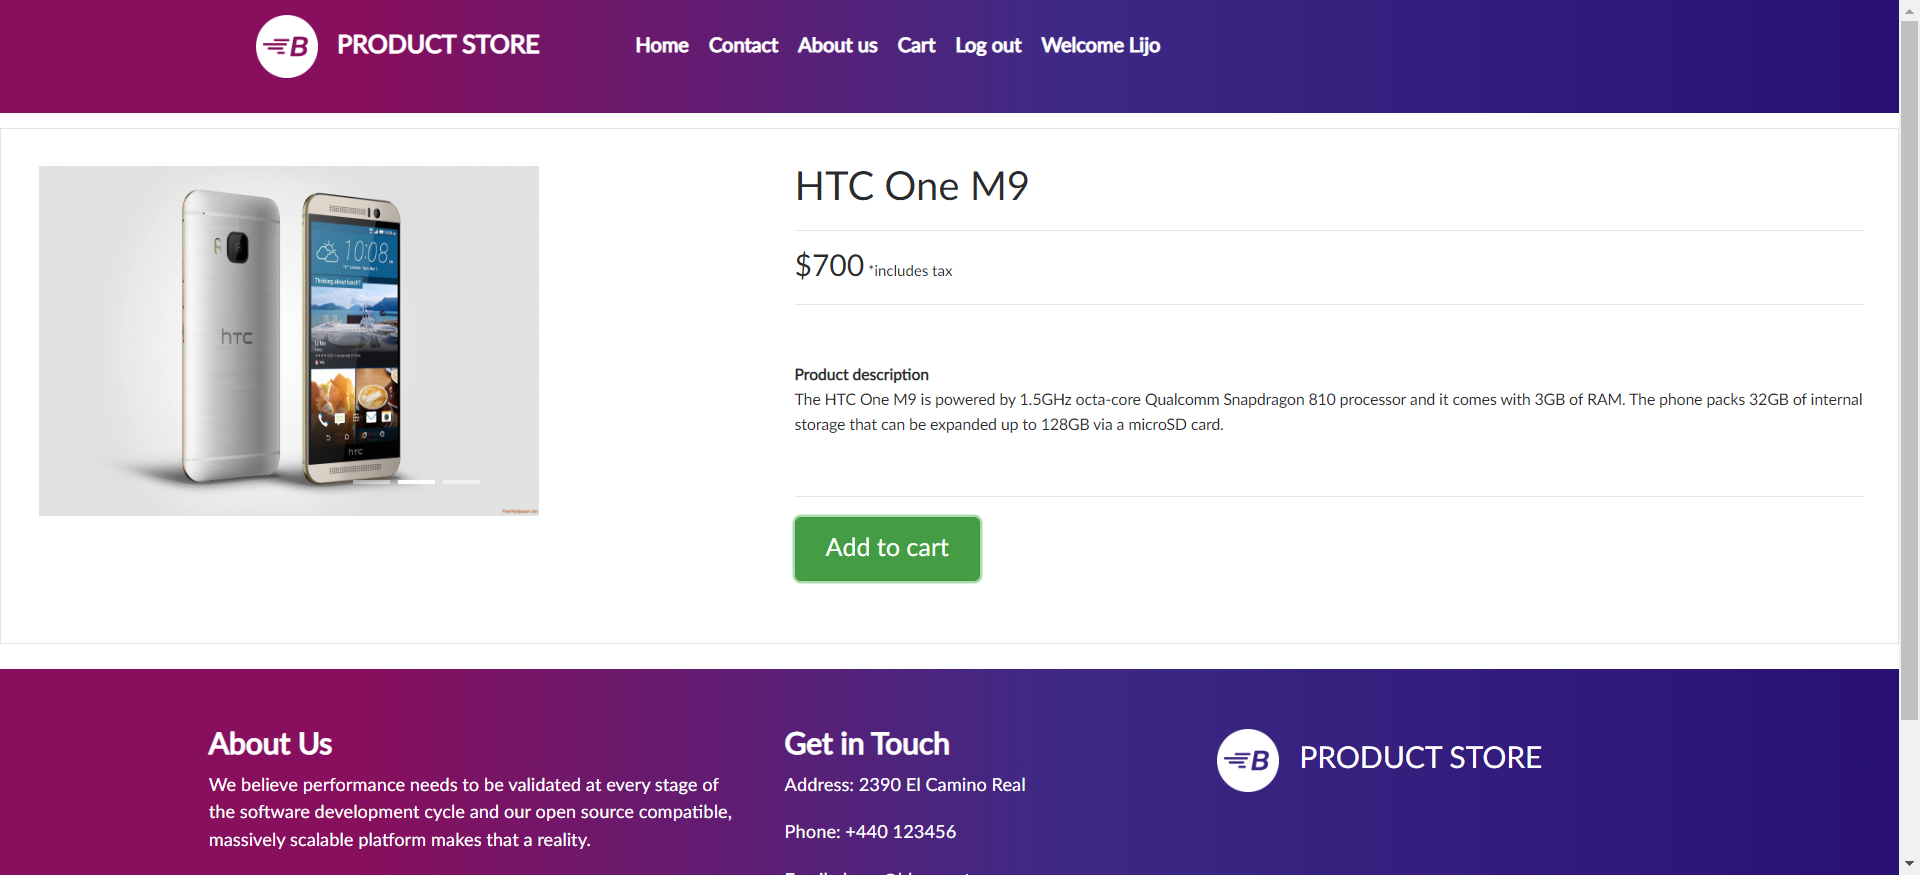 B PRODUCT STORE
Home Contact About us Cart Log out Welcome Lijo
HTC One M9
$700 *includes tax
10:08
Thinking about lunch?
htc
hTC
Product description
The HTC One M9 is powered by 1.5GHz octa-core Qualcomm Snapdragon 810 processor and it comes with 3GB of RAM. The phone packs 32GB of internal
storage that can be expanded up to 128GB via a microSD card.
Add to cart
About Us
We believe performance needs to be validated at every stage of
the software development cycle and our open source compatible,
massively scalable platform makes that a reality.
Get in Touch
Address: 2390 El Camino Real
Phone: +440 123456
B PRODUCT STORE